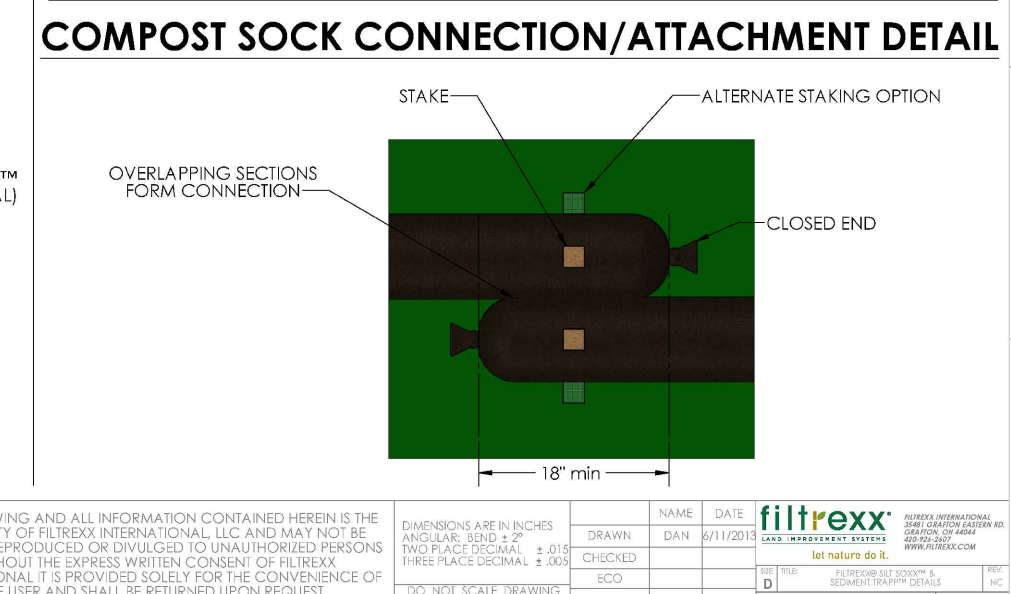 COMPOST SOCK CONNECTION/ATTACHMENT DETAIL
STAKE
ALTERNATE STAKING OPTION
TM
L)
OVERLAPPING SECTIONS
FORM CONNECTION
CLOSED END
18" min
WING AND ALL INFORMATION CONTAINED HEREIN IS THE
TY OF FILTREXX INTERNATIONAL, LLC AND MAY NOT BE
EPRODUCED OR DIVULGED TO UNAUTHORIZED PERSONS
HOUT THE EXPRESS WRITTEN CONSENT OF FILTREXX
ONAL IT IS PROVIDED SOLELY FOR THE CONVENIENCE OF
E USER AND SHALL BE RETURNED UPON REQUEST
DIMENSIONS ARE IN INCHES
ANGULAR: BEND ± 2°
TWO PLACE DECIMAL ± .015
THREE PLACE DECIMAL ± .005
DO NOT SCALE DRAWING
NAME DATE
DRAWN DAN 6/11/2013
CHECKED
ECO
filtrexx®
LAND IMPROVEMENT SYSTEMS
let nature do it.
FILTREXX INTERNATIONAL
35481 GRAFTON EASTERN RD.
GRAFTON, OH 44044
420-926-2607
WWW.FILTREXX.COM
SIZE
D
TITLE:
FILTREXX® SILT SOXX™ &
SEDIMENT TRAPP™ DETAILS
REV.
NC